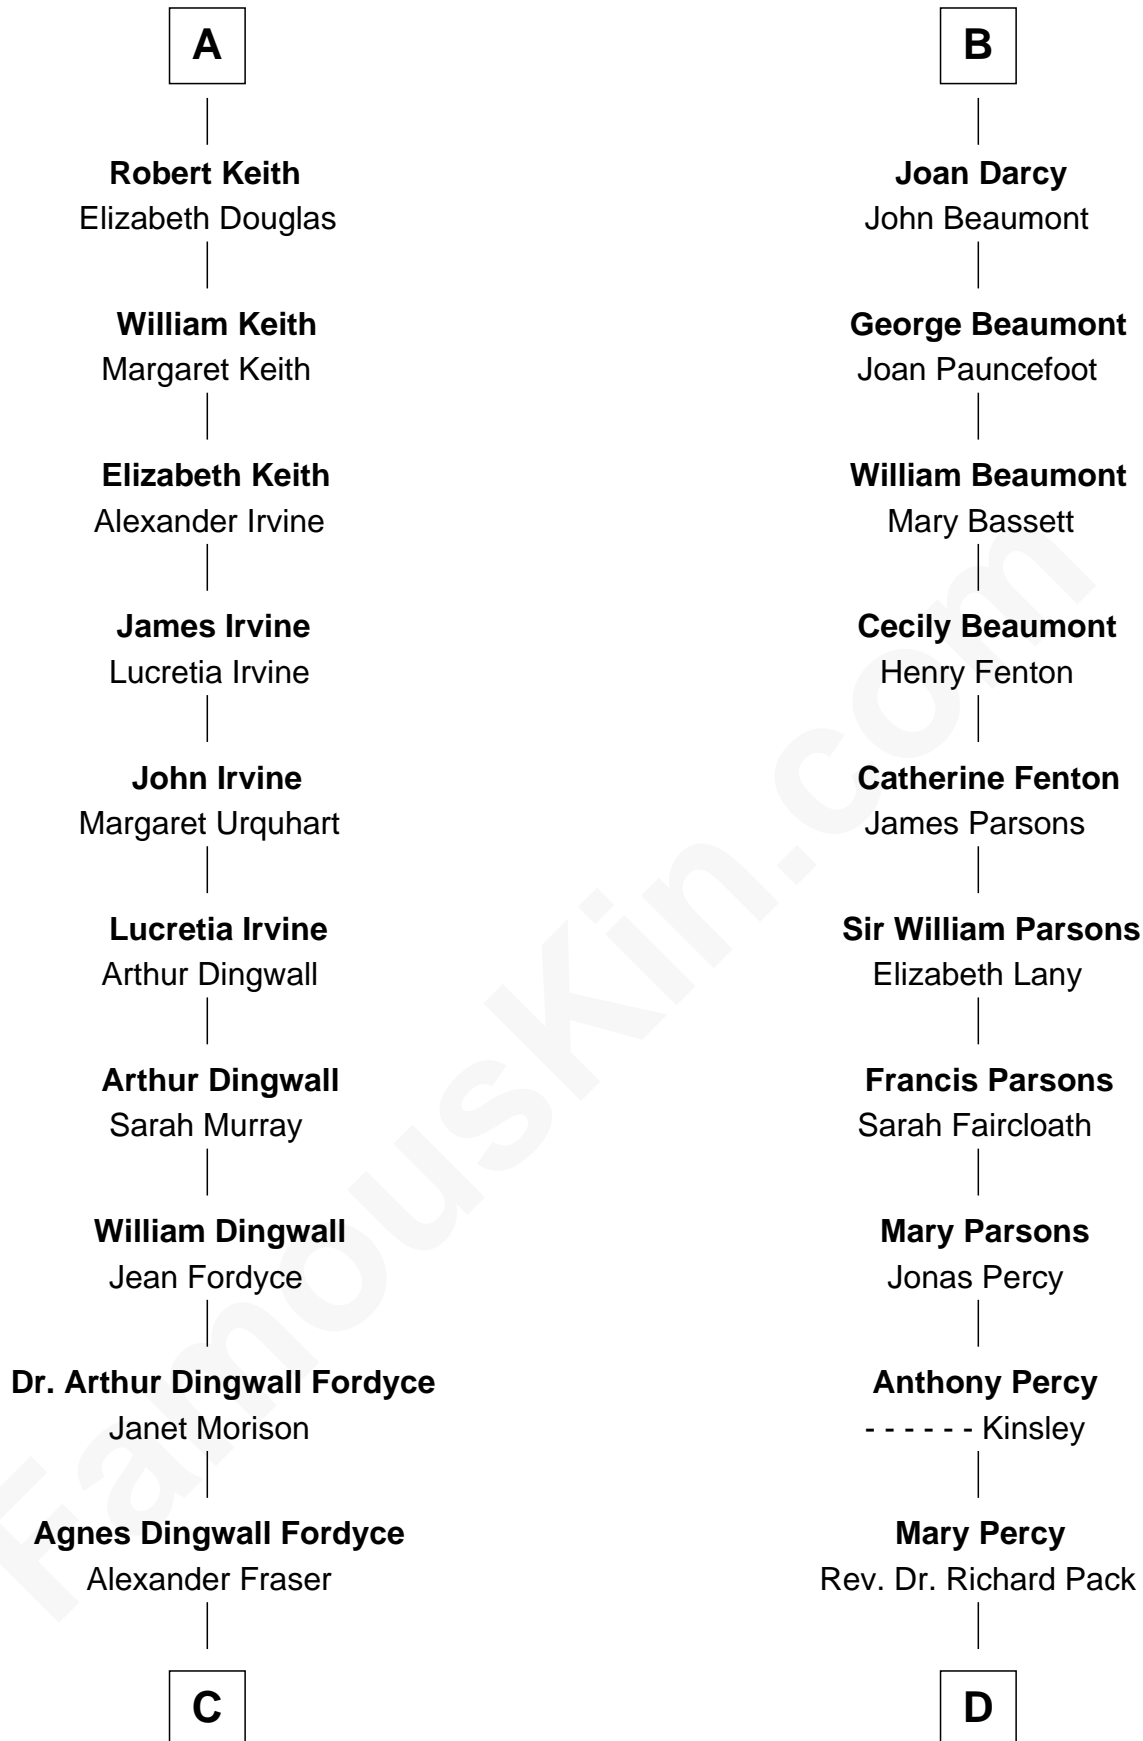 A
Robert Keith
Elizabeth Douglas
William Keith
Margaret Keith
Elizabeth Keith
Alexander Irvine
James Irvine
Lucretia Irvine
John Irvine
Margaret Urquhart
Lucretia Irvine
Arthur Dingwall
Arthur Dingwall
Sarah Murray
William Dingwall
Jean Fordyce
Dr. Arthur Dingwall Fordyce
Janet Morison
Agnes Dingwall Fordyce
Alexander Fraser
C
B
Joan Darcy
John Beaumont
George Beaumont
Joan Pauncefoot
William Beaumont
Mary Bassett
Cecily Beaumont
Henry Fenton
Catherine Fenton
James Parsons
Sir William Parsons
Elizabeth Lany
Francis Parsons
Sarah Faircloath
Mary Parsons
Jonas Percy
Anthony Percy
- - - - - - Kinsley
Mary Percy
Rev. Dr. Richard Pack
D
FamousKin.com